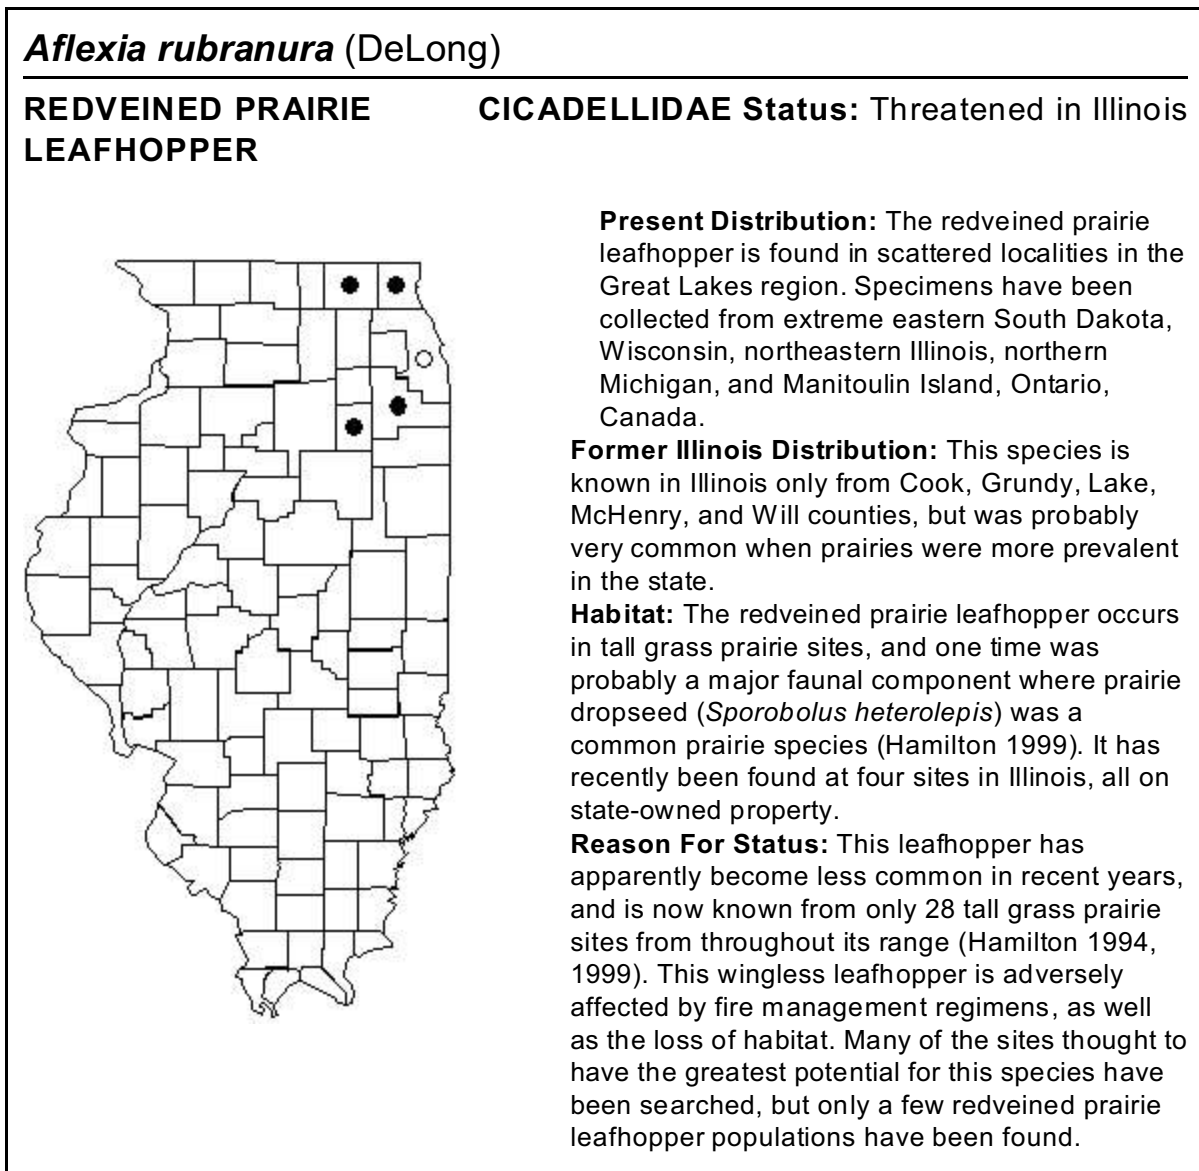 Aflexia rubranura (DeLong)
REDVEINED PRAIRIE
LEAFHOPPER
CICADELLIDAE Status: Threatened in Illinois
Present Distribution: The redveined prairie
leafhopper is found in scattered localities in the
Great Lakes region. Specimens have been
collected from extreme eastern South Dakota,
Wisconsin, northeastern Illinois, northern
Michigan, and Manitoulin Island, Ontario,
Canada.
Former Illinois Distribution: This species is
known in Illinois only from Cook, Grundy, Lake,
McHenry, and Will counties, but was probably
very common when prairies were more prevalent
in the state.
Habitat: The redveined prairie leafhopper occurs
in tall grass prairie sites, and one time was
probably a major faunal component where prairie
dropseed (Sporobolus heterolepis) was a
common prairie species (Hamilton 1999). It has
recently been found at four sites in Illinois, all on
state-owned property.
Reason For Status: This leafhopper has
apparently become less common in recent years,
and is now known from only 28 tall grass prairie
sites from throughout its range (Hamilton 1994,
1999). This wingless leafhopper is adversely
affected by fire management regimens, as well
as the loss of habitat. Many of the sites thought to
have the greatest potential for this species have
been searched, but only a few redveined prairie
leafhopper populations have been found.